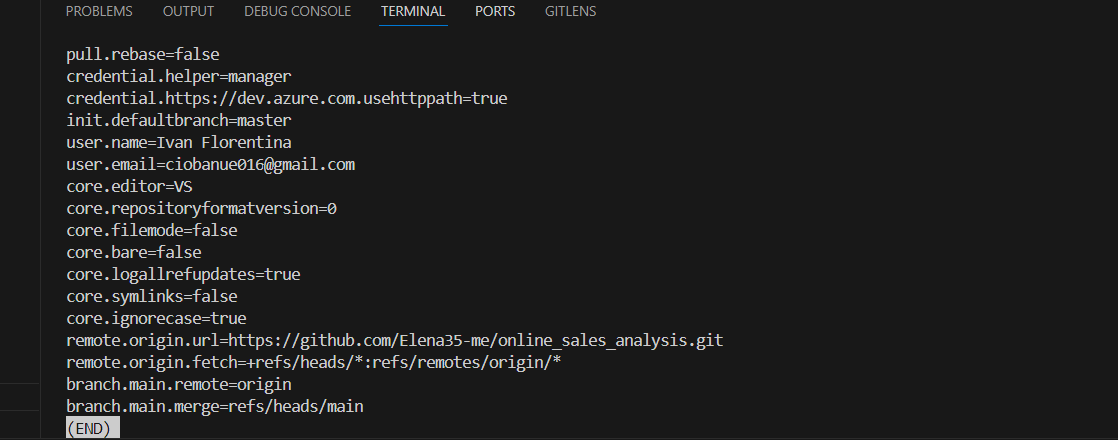 PROBLEMS OUTPUT DEBUG CONSOLE TERMINAL PORTS GITLENS
pull.rebase=false
credential.helper=manager
credential.https://dev.azure.com.usehttppath=true
init.defaultbranch=master
user.name=Ivan Florentina
user.email=ciobanue016@gmail.com
core.editor=VS
core.repositoryformatversion=0
core.filemode=false
core.bare=false
core.logallrefupdates=true
core.symlinks=false
core.ignorecase=true
remote.origin.url=https://github.com/Elena35-me/online_sales_analysis.git
remote.origin.fetch=+refs/heads/*:refs/remotes/origin/*
branch.main.remote=origin
branch.main.merge=refs/heads/main
(END)